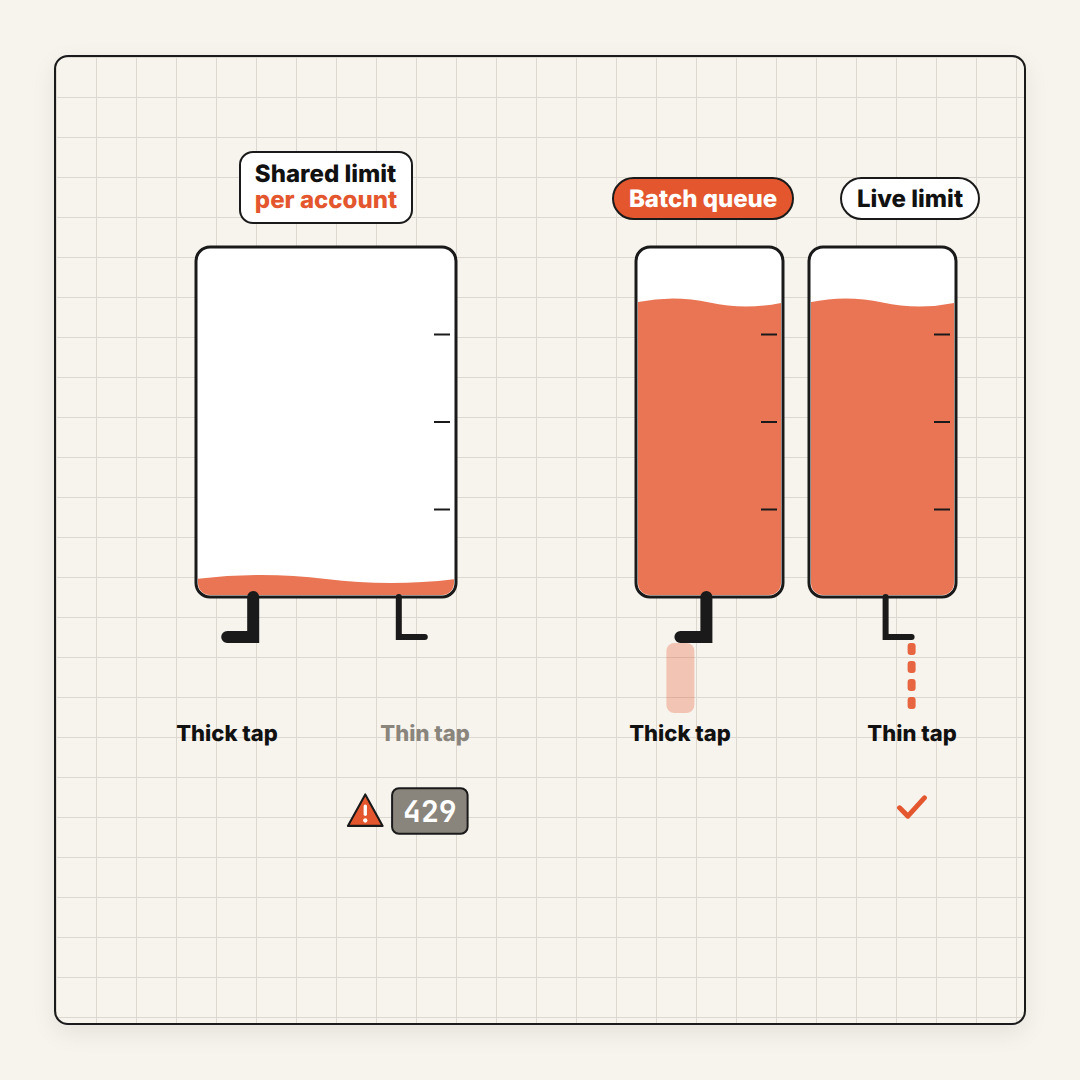 Shared limit
per account
Batch queue
Live limit
Thick tap
Thin tap
Thick tap
Thin tap
429